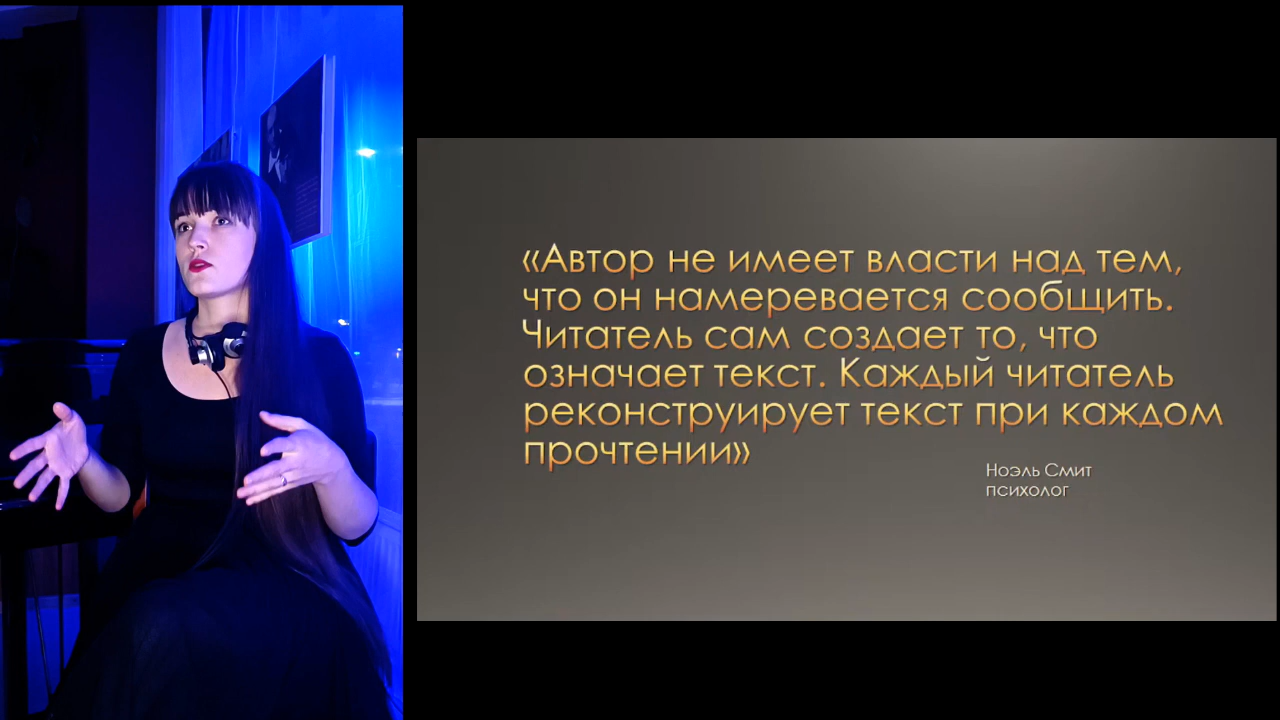 «Автор не имеет власти над тем,
что он намеревается сообщить.
Читатель сам создает то, что
означает текст. Каждый читатель
реконструирует текст при каждом
прочтении»
Ноэль Смит
психолог